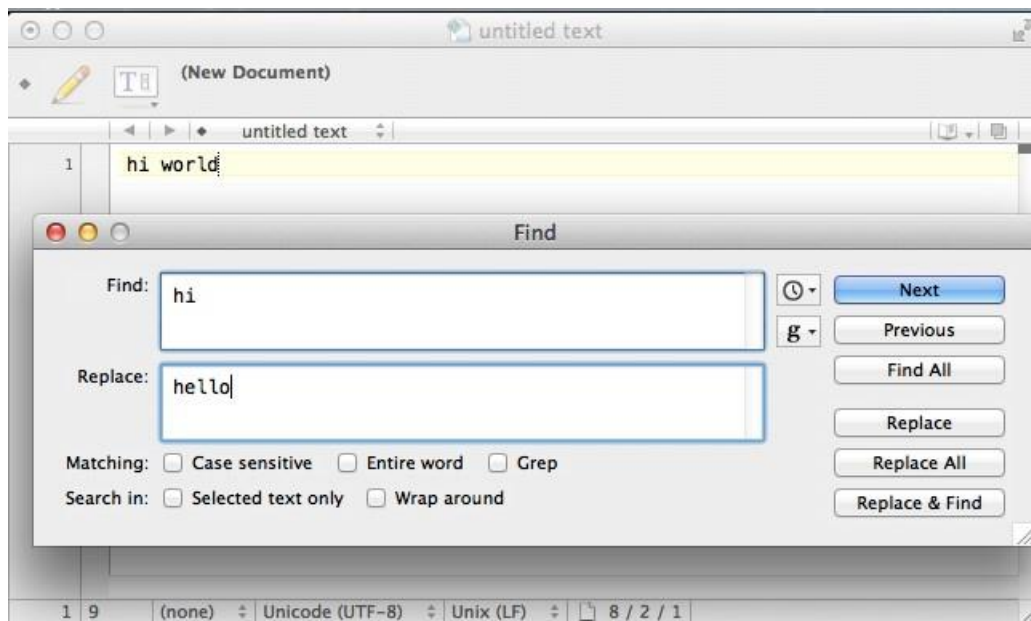 untitled text
(New Document)
untitled text
1 hi world
Find
Find: hi
g
Next
Previous
Replace: hello
Find All
Replace
Matching: Case sensitive Entire word Grep
Replace All
Search in: Selected text only Wrap around
Replace & Find
1 9 (none) Unicode (UTF-8) Unix (LF) 8 / 2 / 1